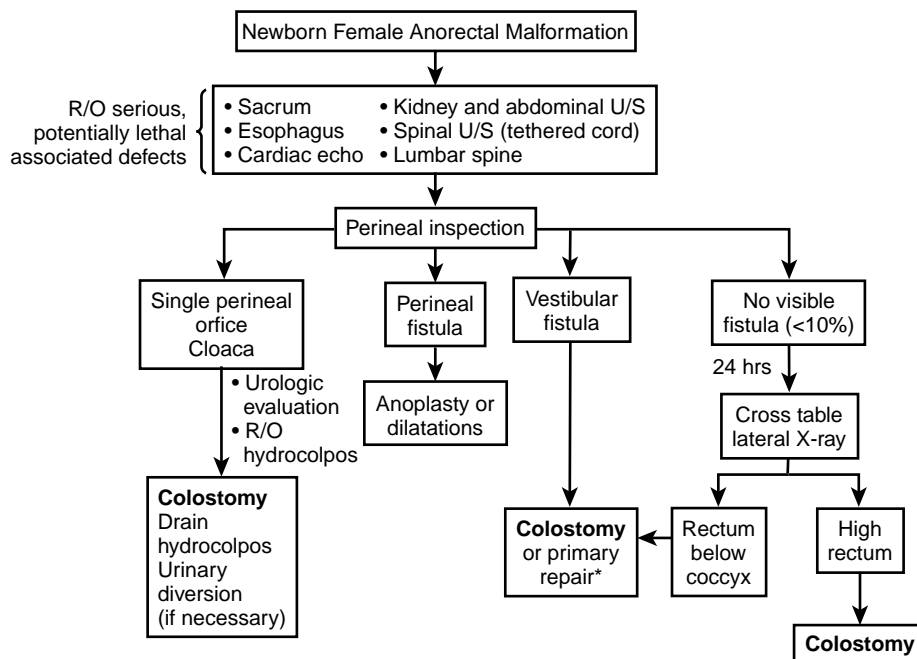 Newborn Female Anorectal Malformation
R/O serious,
potentially lethal
associated defects
• Sacrum
• Esophagus
• Cardiac echo
• Kidney and abdominal U/S
• Spinal U/S (tethered cord)
• Lumbar spine
Perineal inspection
Single perineal
orfice
Cloaca
Perineal
fistula
Vestibular
fistula
No visible
fistula (<10%)
• Urologic
evaluation
• R/O
hydrocolpos
Anoplasty or
dilatations
24 hrs
Cross table
lateral X-ray
Colostomy
Drain
hydrocolpos
Urinary
diversion
(if necessary)
Colostomy
or primary
repair*
Rectum
below
coccyx
High
rectum
Colostomy